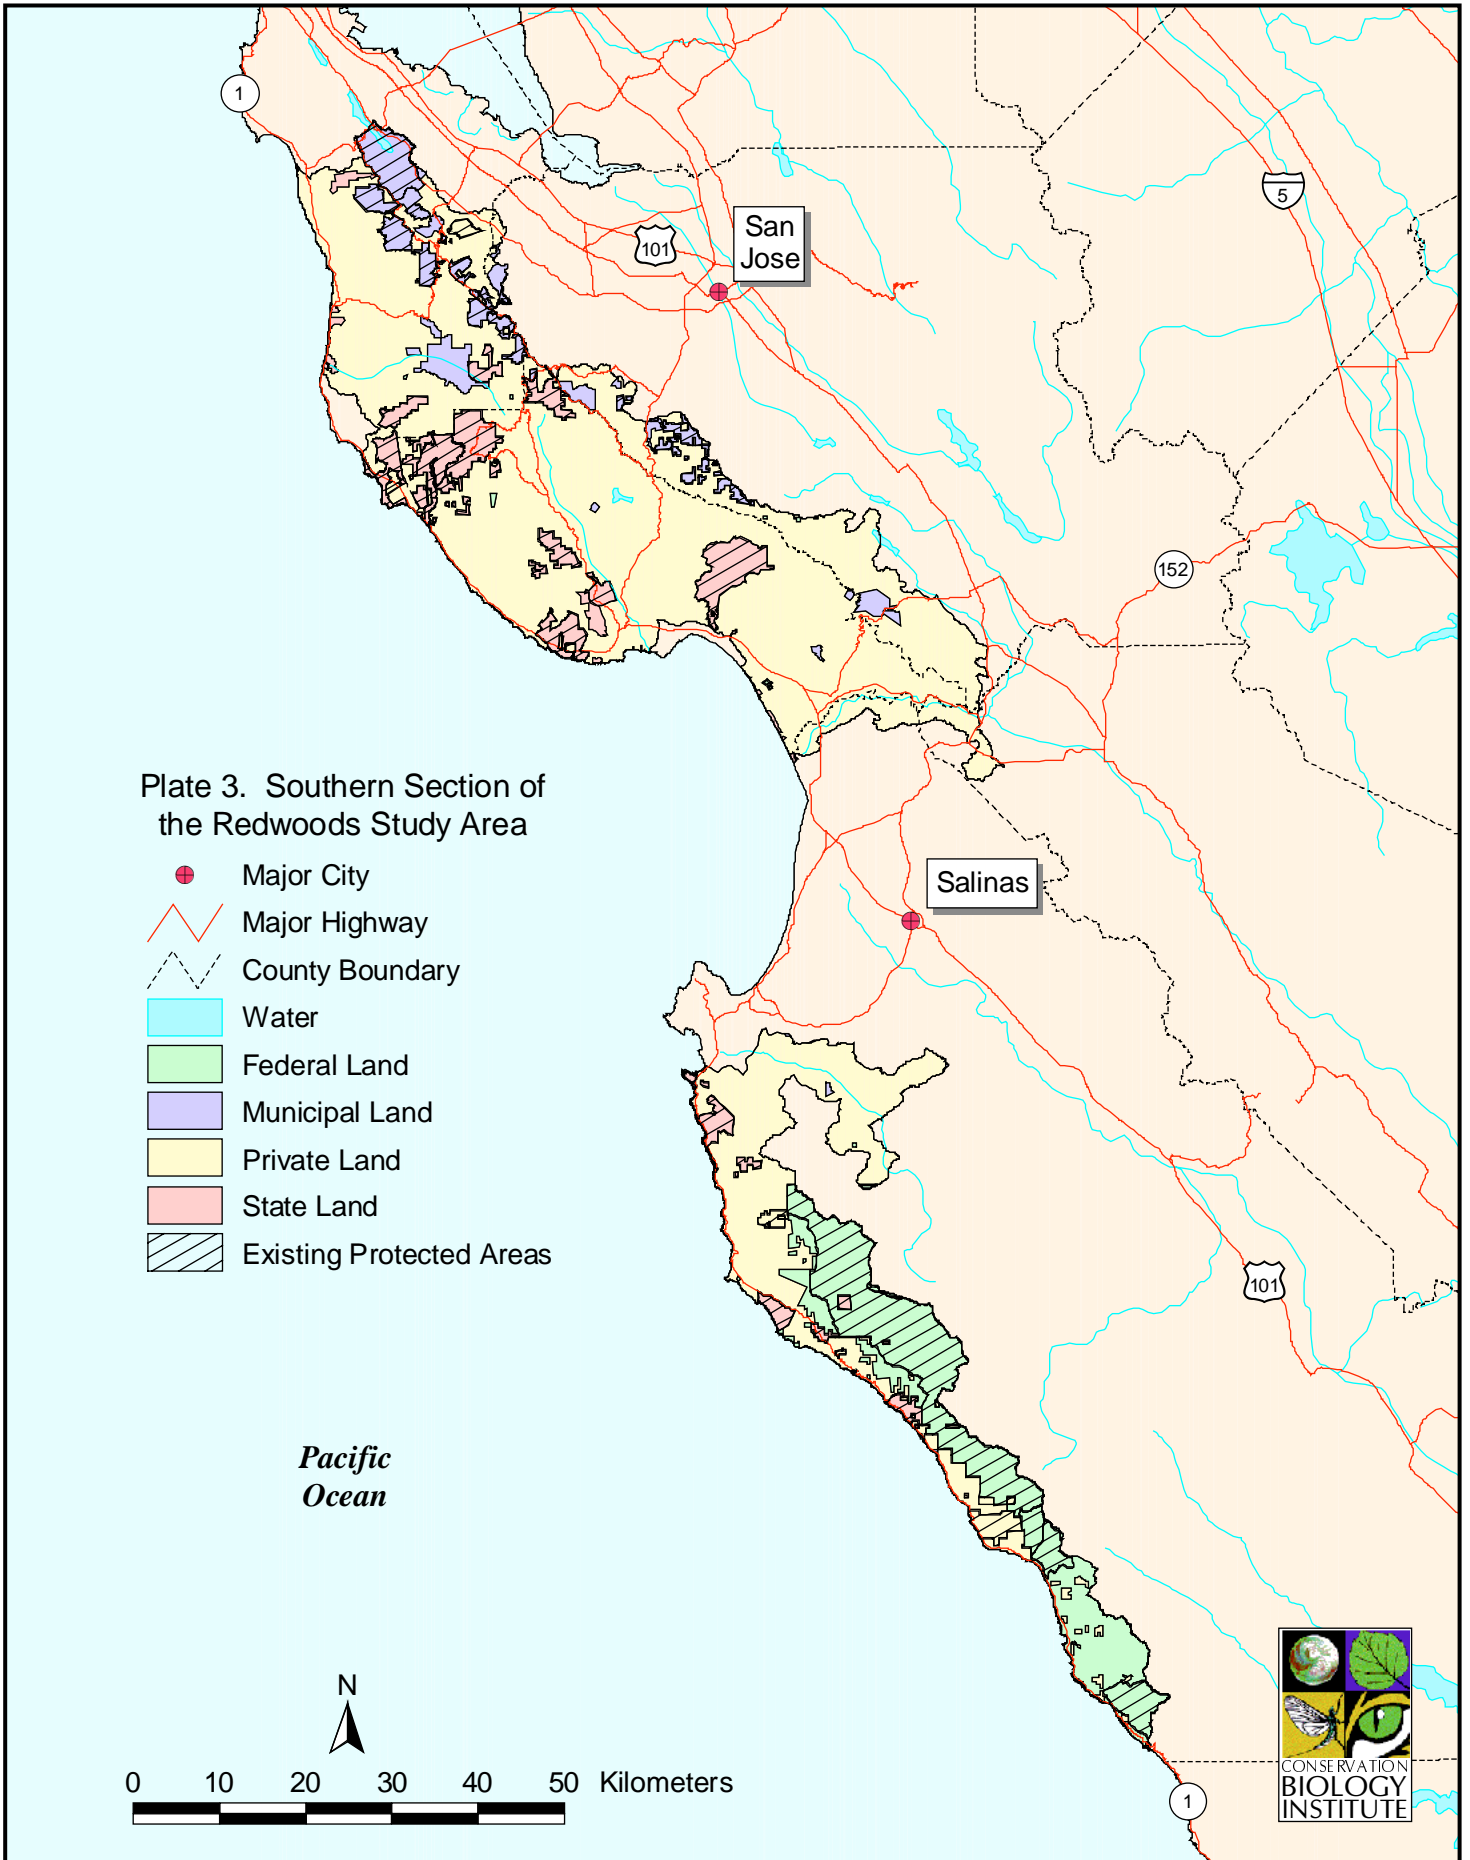 1
5
San
Jose
101
152
Plate 3. Southern Section of
the Redwoods Study Area
Major City
Major Highway
County Boundary
Water
Federal Land
Municipal Land
Private Land
State Land
Existing Protected Areas
Salinas
101
Pacific
Ocean
N
0 10 20 30 40 50 Kilometers
1
CONSERVATION
BIOLOGY
INSTITUTE